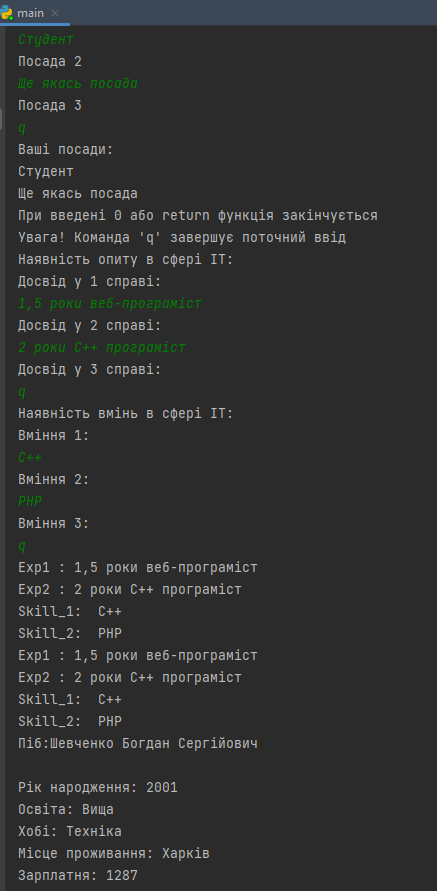 main
Студент
Посада 2
Ще якась посада
Посада 3
q
Ваші посади:
Студент
Ще якась посада
При введені 0 або return функція закінчується
Увага! Команда 'q' завершує поточний ввід
Наявність опиту в сфері IT:
Досвід у 1 справі:
1,5 роки веб-програміст
Досвід у 2 справі:
2 роки C++ програміст
Досвід у 3 справі:
q
Наявність вмінь в сфері IT:
Вміння 1:
C++
Вміння 2:
PHP
Вміння 3:
q
Exp1 : 1,5 роки веб-програміст
Exp2 : 2 роки C++ програміст
Skill_1:  C++
Skill_2:  PHP
Exp1 : 1,5 роки веб-програміст
Exp2 : 2 роки C++ програміст
Skill_1:  C++
Skill_2:  PHP
Піб:Шевченко Богдан Сергійович
Рік народження: 2001
Освіта: Вища
Хобі: Техніка
Місце проживання: Харків
Зарплатня: 1287